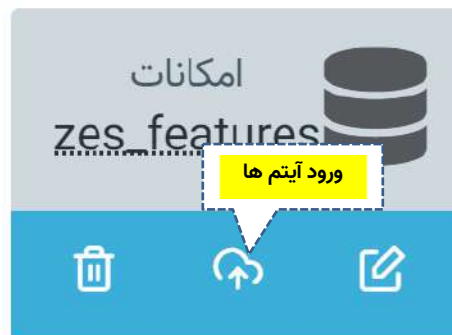 امکانات
zes_features
ورود آیتم ها